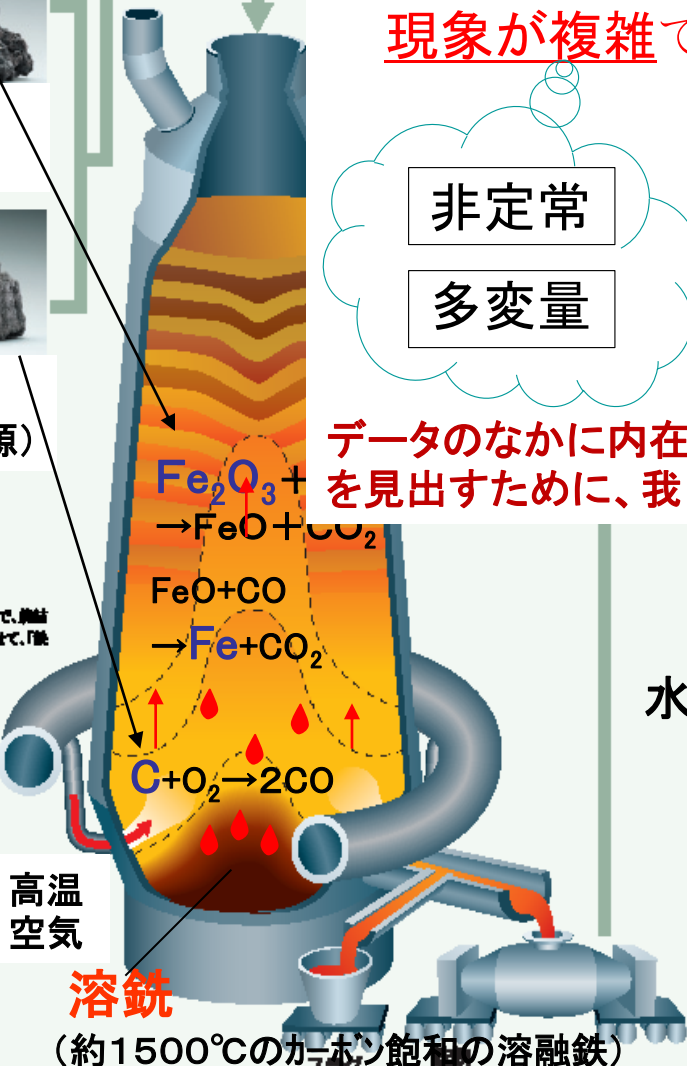 現象が複雑で
非定常
多変量
原）
データのなかに内在
を見出すために、我
Fe2O3+
→FeO＋CO2
FeO+CO
→Fe+CO2
水
C+O2→2CO
高温
空気
溶銑
（約1500℃のカーボン飽和の溶融鉄）